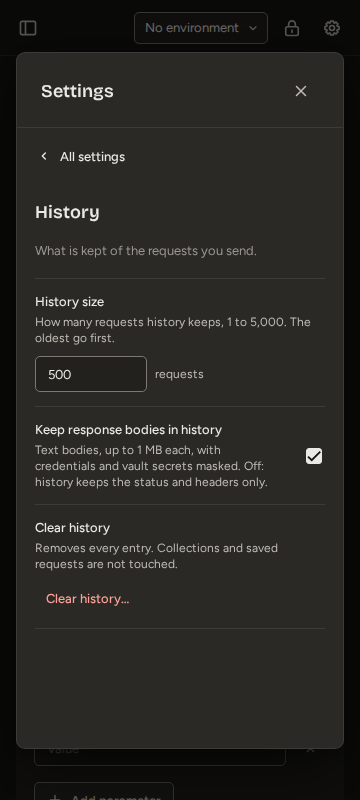 No environment
Settings
All settings
History
What is kept of the requests you send.
History size
How many requests history keeps, 1 to 5,000. The
oldest go first.
500 requests
Keep response bodies in history
Text bodies, up to 1 MB each, with
credentials and vault secrets masked. Off:
history keeps the status and headers only.
Clear history
Removes every entry. Collections and saved
requests are not touched.
Clear history...
Value
Add parameter